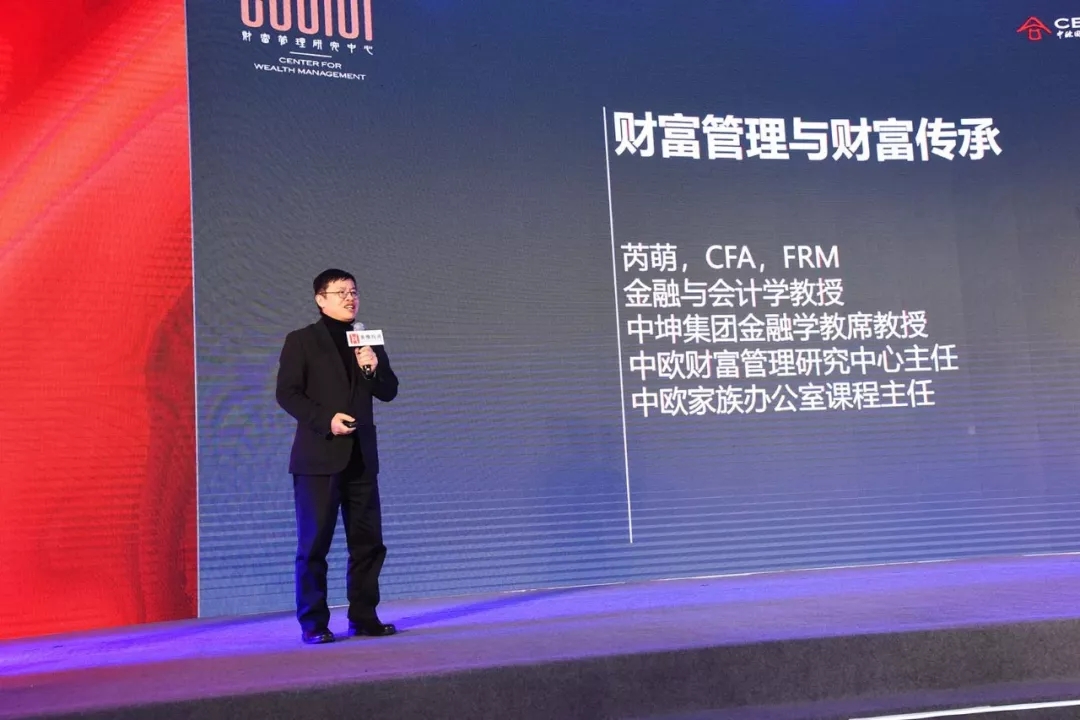 财富管理研究中心
CENTER FOR
WEALTH MANAGEMENT
财富管理与财富传承
芮萌，CFA，FRM
金融与会计学教授
中坤集团金融学教席教授
中欧财富管理研究中心主任
中欧家族办公室课程主任